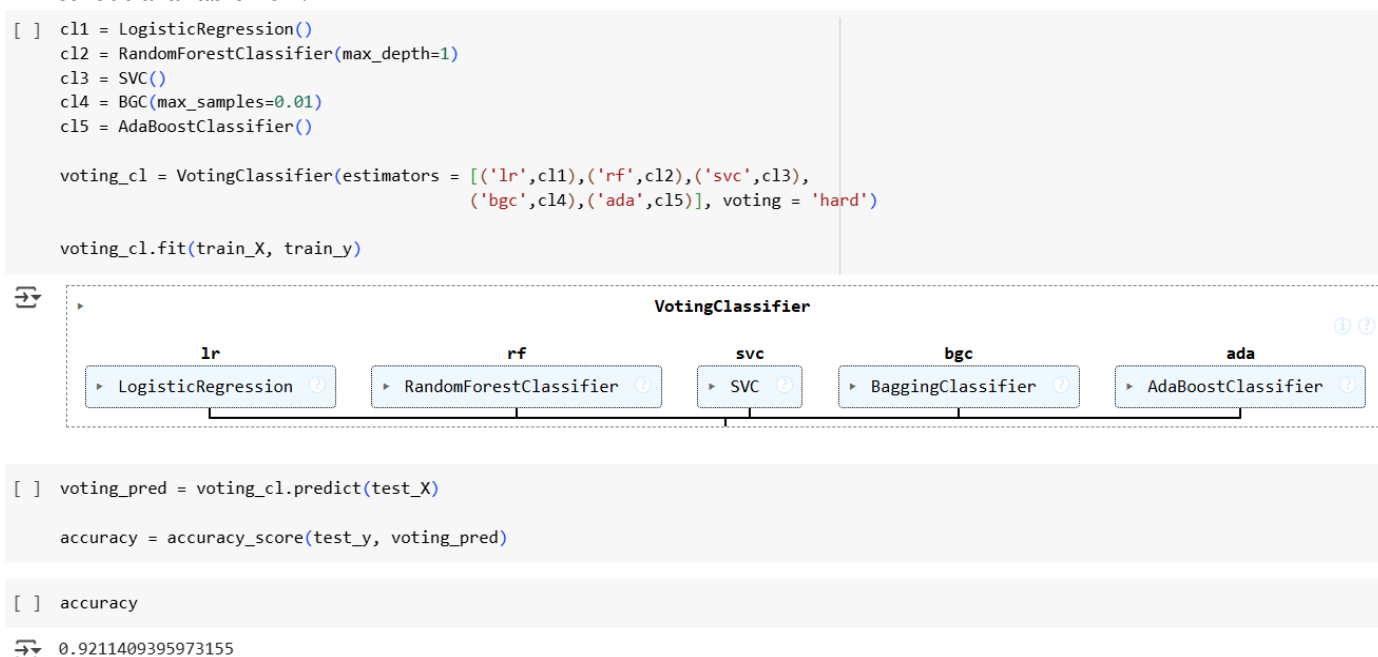 [ ] cl1 = LogisticRegression()
cl2 = RandomForestClassifier(max_depth=1)
cl3 = SVC()
cl4 = BGC(max_samples=0.01)
cl5 = AdaBoostClassifier()
voting_cl = VotingClassifier(estimators = [('lr',cl1),('rf',cl2),('svc',cl3),
('bgc',cl4),('ada',cl5)], voting = 'hard')
voting_cl.fit(train_X, train_y)
VotingClassifier
i ?
lr rf svc bgc ada
LogisticRegression ? RandomForestClassifier ? SVC ? BaggingClassifier ? AdaBoostClassifier ?
[ ] voting_pred = voting_cl.predict(test_X)
accuracy = accuracy_score(test_y, voting_pred)
[ ] accuracy
0.9211409395973155